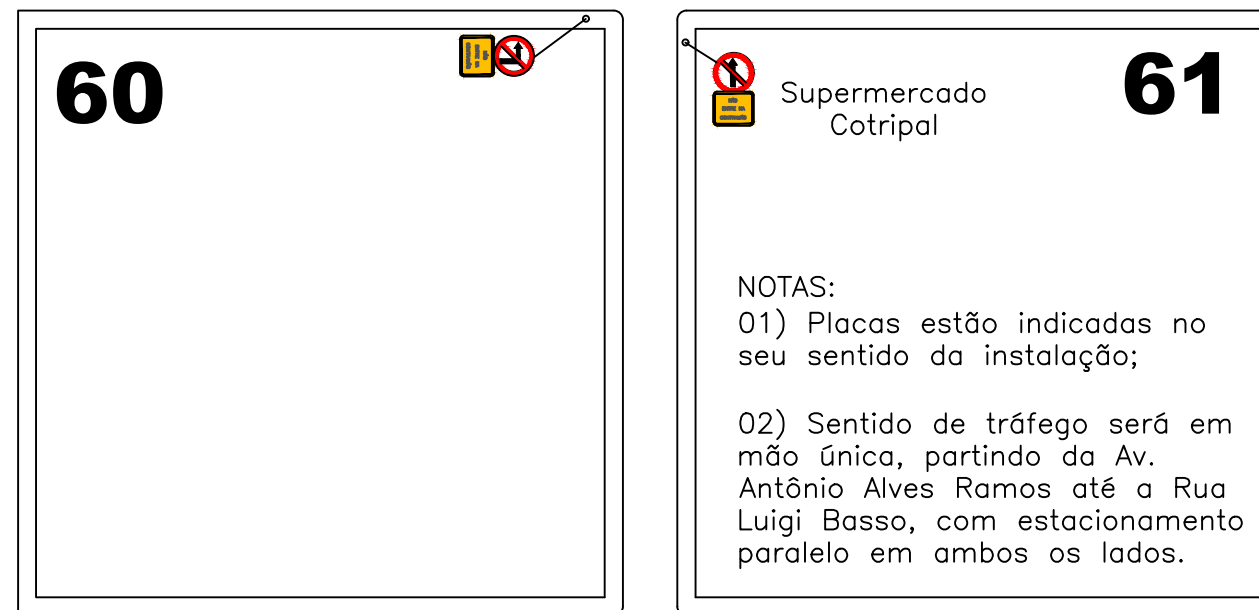 60
Supermercado
Cotripal
61
NOTAS:
01) Placas estão indicadas no
seu sentido da instalação;
02) Sentido de tráfego será em
mão única, partindo da Av.
Antônio Alves Ramos até a Rua
Luigi Basso, com estacionamento
paralelo em ambos os lados.